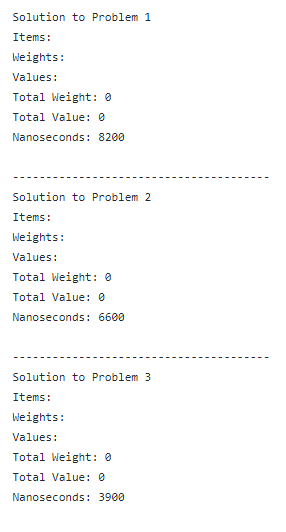 Solution to Problem 1
Items:
Weights:
Values:
Total Weight: 0
Total Value: 0
Nanoseconds: 8200
---------------------------------------
Solution to Problem 2
Items:
Weights:
Values:
Total Weight: 0
Total Value: 0
Nanoseconds: 6600
---------------------------------------
Solution to Problem 3
Items:
Weights:
Values:
Total Weight: 0
Total Value: 0
Nanoseconds: 3900